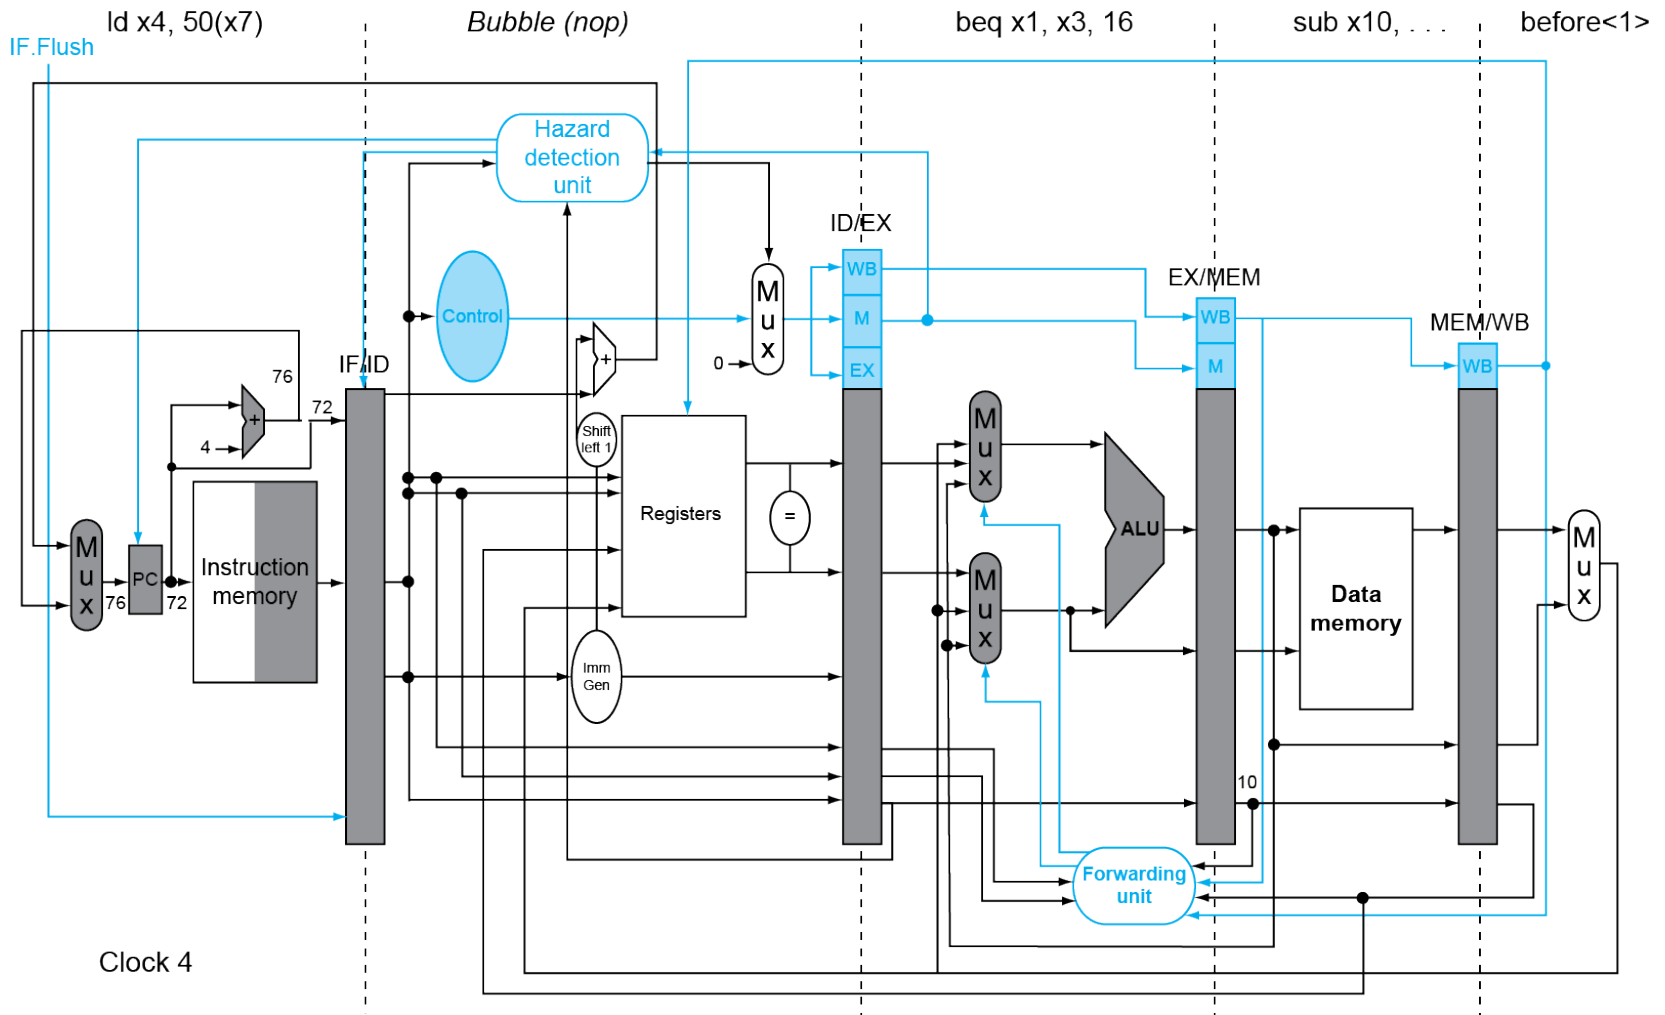 ld x4, 50(x7)
Bubble (nop)
beq x1, x3, 16
sub x10, . . .
before<1>
IF.Flush
Hazard
detection
unit
ID/EX
WB
M
EX
EX/MEM
WB
M
MEM/WB
WB
Control
M
u
x
0
+
IF/ID
76
72
+
4
Shift
left 1
Registers
=
M
u
x
ALU
M
u
x
PC
76
72
Instruction
memory
M
u
x
Data
memory
M
u
x
Imm
Gen
10
Forwarding
unit
Clock 4